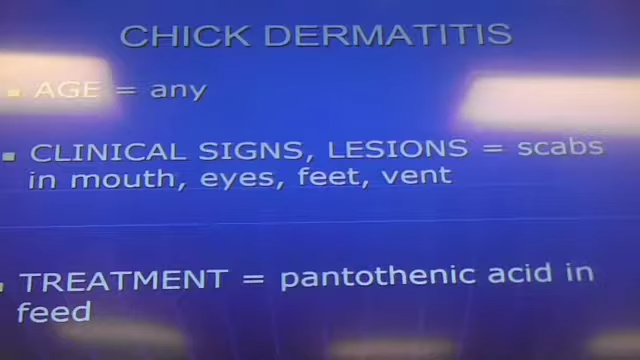 CHICK DERMATITIS
AGE = any
CLINICAL SIGNS, LESIONS = scabs
in mouth, eyes, feet, vent
TREATMENT = pantothenic acid in
feed